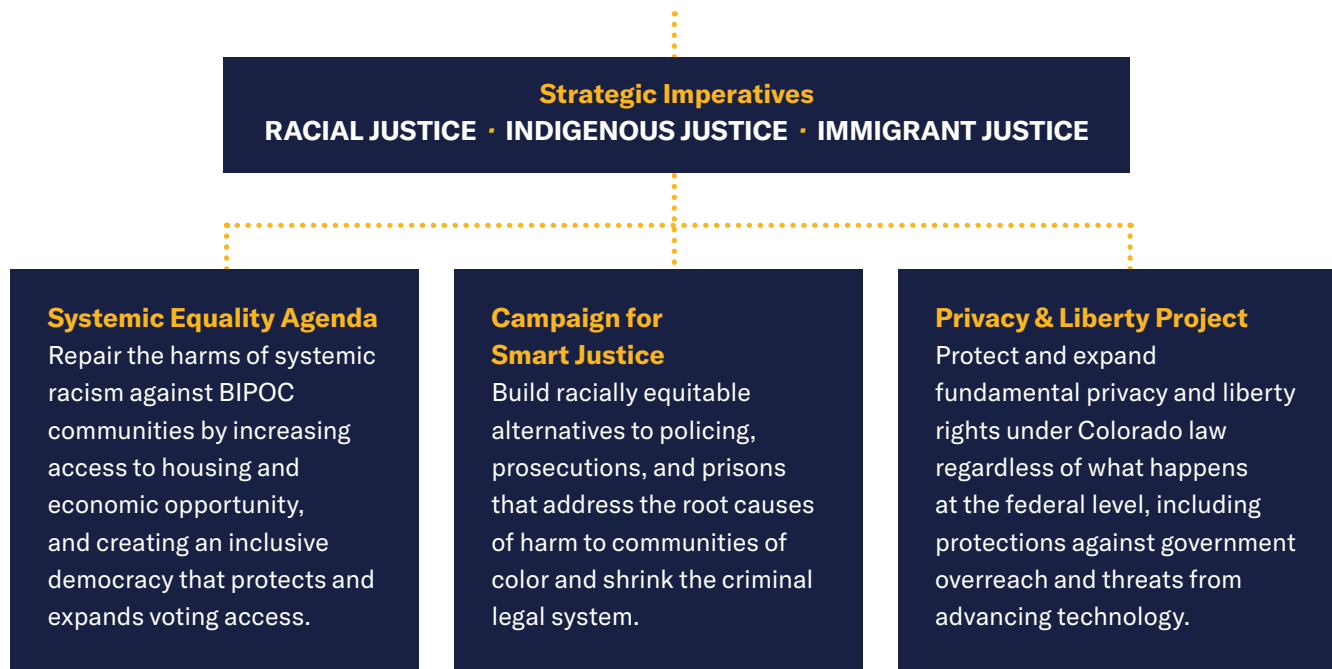 Strategic Imperatives
RACIAL JUSTICE · INDIGENOUS JUSTICE · IMMIGRANT JUSTICE
Systemic Equality Agenda
Repair the harms of systemic
racism against BIPOC
communities by increasing
access to housing and
economic opportunity,
and creating an inclusive
democracy that protects and
expands voting access.
Campaign for
Smart Justice
Build racially equitable
alternatives to policing,
prosecutions, and prisons
that address the root causes
of harm to communities of
color and shrink the criminal
legal system.
Privacy & Liberty Project
Protect and expand
fundamental privacy and liberty
rights under Colorado law
regardless of what happens
at the federal level, including
protections against government
overreach and threats from
advancing technology.